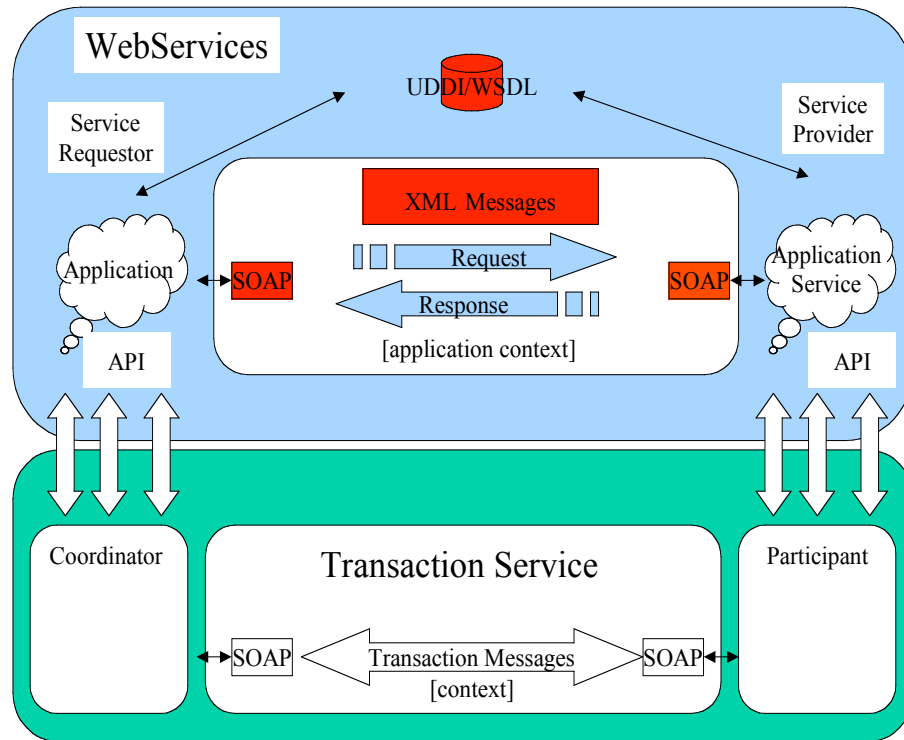 WebServices
UDDI/WSDL
Service
Requestor
Service
Provider
XML Messages
Application
SOAP
Request
Response
[application context]
SOAP
Application
Service
API
API
Coordinator
Transaction Service
Participant
SOAP
Transaction Messages
SOAP
[context]